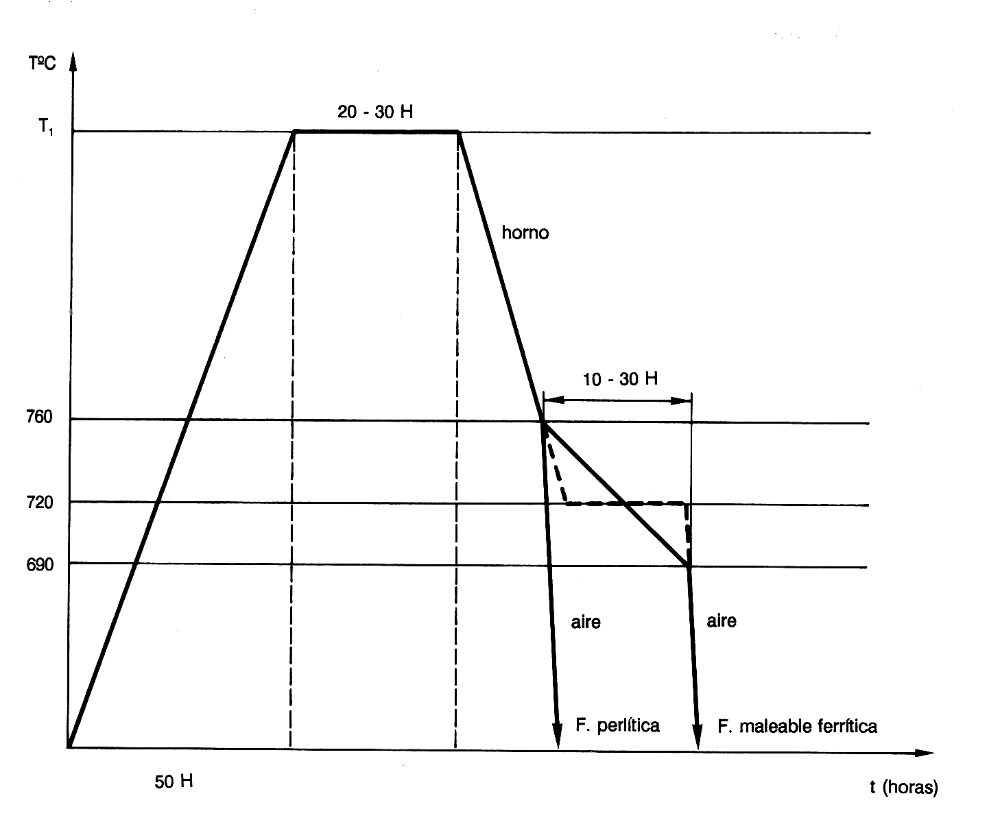 TºC
T₁
20 - 30 H
horno
10 - 30 H
760
720
690
aire
aire
F. perlítica
F. maleable ferrítica
50 H
t (horas)